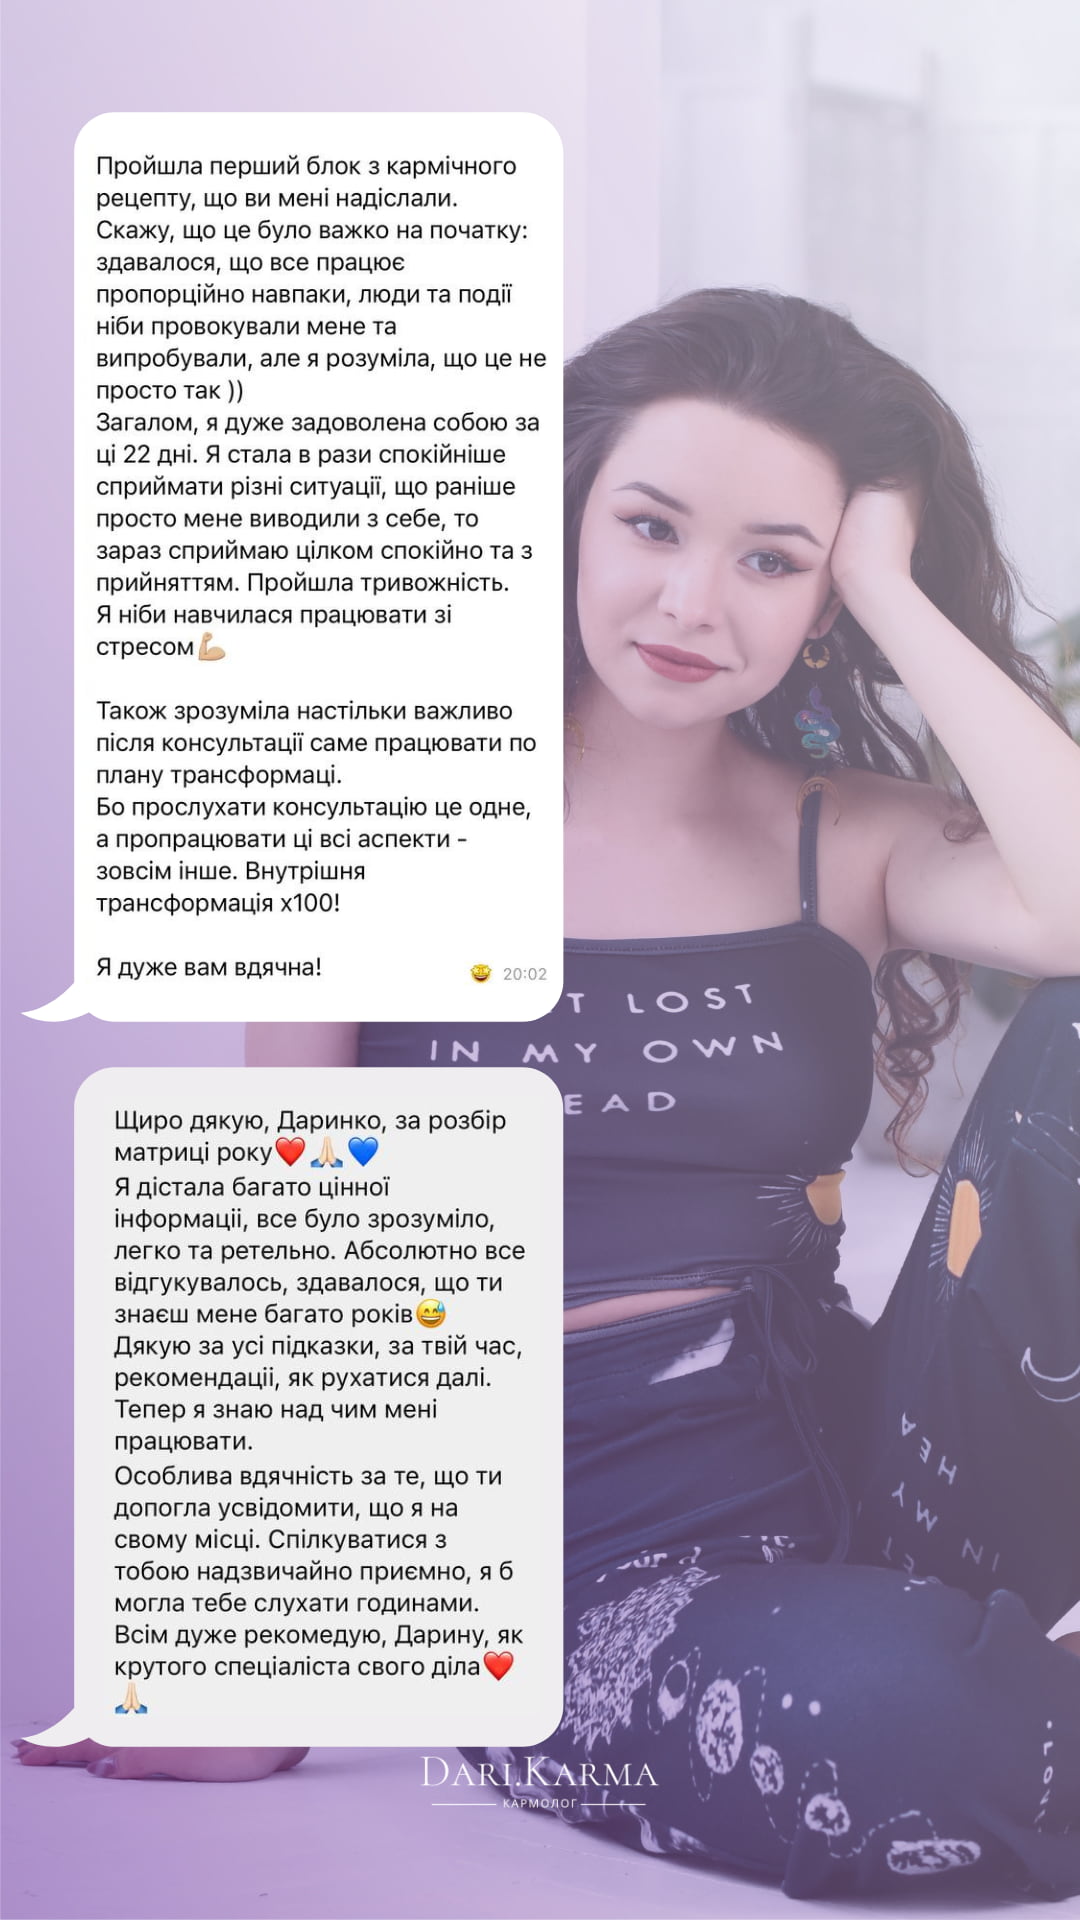 Пройшла перший блок з кармічного
рецепту, що ви мені надіслали.
Скажу, що це було важко на початку:
здавалося, що все працює
пропорційно навпаки, люди та події
ніби провокували мене та
випробували, але я розуміла, що це не
просто так ))
Загалом, я дуже задоволена собою за
ці 22 дні. Я стала в рази спокійніше
сприймати різні ситуації, що раніше
просто мене виводили з себе, то
зараз сприймаю цілком спокійно та з
прийняттям. Пройшла тривожність.
Я ніби навчилася працювати зі
стресом💪🏼
Також зрозуміла настільки важливо
після консультації саме працювати по
плану трансформаці.
Бо прослухати консультацію це одне,
а пропрацювати ці всі аспекти -
зовсім інше. Внутрішня
трансформація х100!
Я дуже вам вдячна!
🤩 20:02
T LOST
IN MY OWN
EAD
Щиро дякую, Даринко, за розбір
матриці року❤️🙏🏻💙
Я дістала багато цінної
інформаціі, все було зрозуміло,
легко та ретельно. Абсолютно все
відгукувалось, здавалося, що ти
знаєш мене багато років😅
Дякую за усі підказки, за твій час,
рекомендаціі, як рухатися далі.
Тепер я знаю над чим мені
працювати.
Особлива вдячність за те, що ти
допогла усвідомити, що я на
свому місці. Спілкуватися з
тобою надзвичайно приємно, я б
могла тебе слухати годинами.
Всім дуже рекомедую, Дарину, як
крутого спеціаліста свого діла❤️
🙏🏻
HEA
MY
IN
DARI.KARMA
КАРМОЛОГ